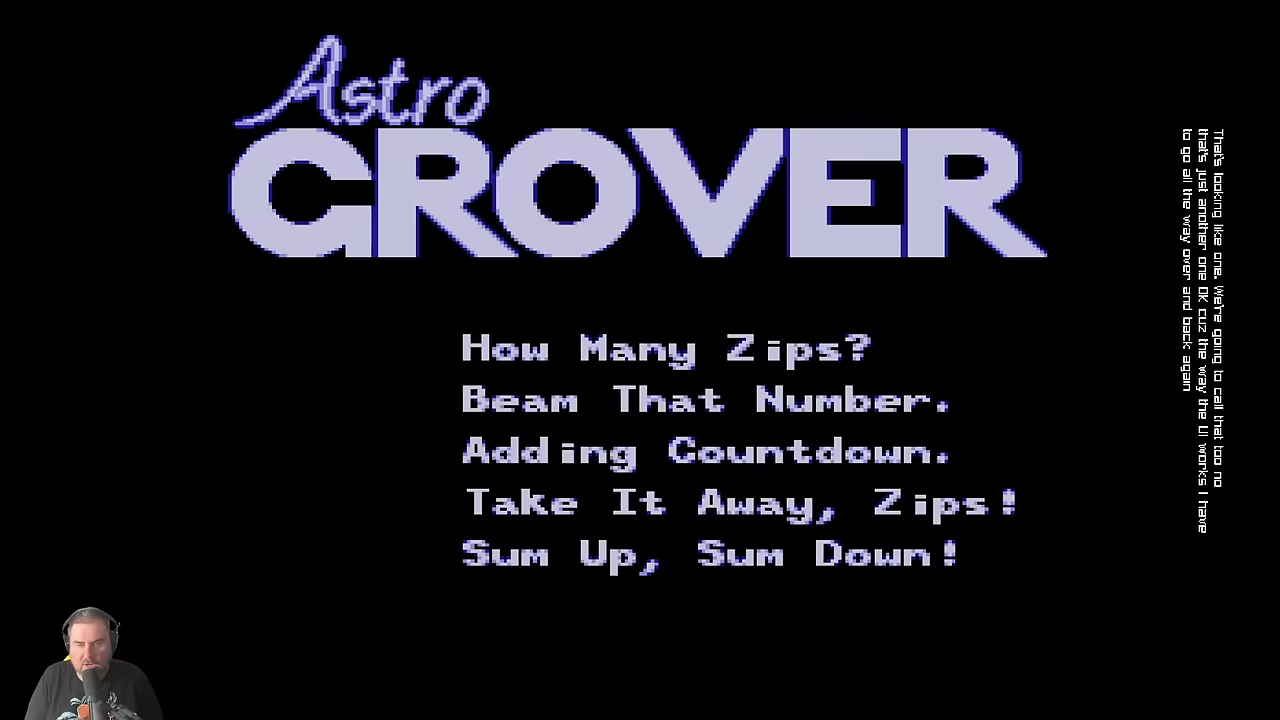 Astro
GROVER
How Many Zips?
Beam That Number.
Adding Countdown.
Take It Away, Zips!
Sum Up, Sum Down!
That's looking like one. We're going to call that too no
that's just another one OK cuz the way the UI works I have
to go all the way over and back again